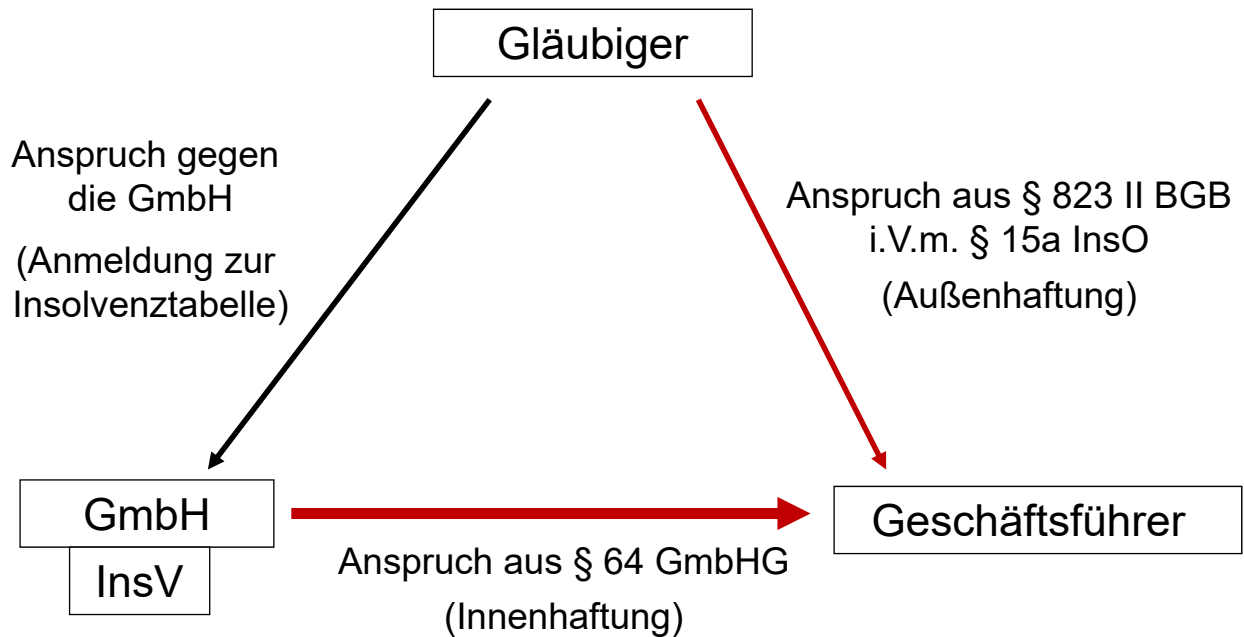 Gläubiger
Anspruch gegen
die GmbH
(Anmeldung zur
Insolvenztabelle)
Anspruch aus § 823 II BGB
i.V.m. § 15a InsO
(Außenhaftung)
GmbH
InsV
Anspruch aus § 64 GmbHG
(Innenhaftung)
Geschäftsführer